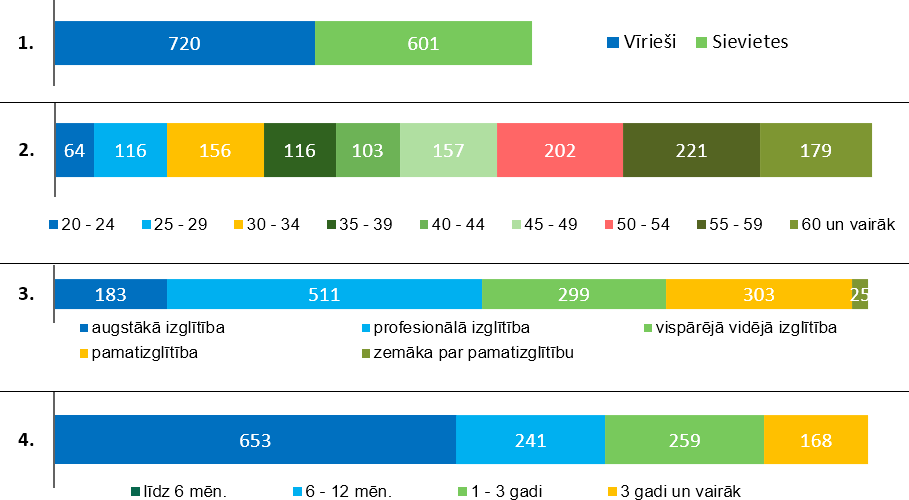 1. 720 601 Vīrieši Sievietes
2. 64 116 156 116 103 157 202 221 179
20 - 24 25 - 29 30 - 34 35 - 39 40 - 44 45 - 49 50 - 54 55 - 59 60 un vairāk
3. 183 511 299 303 25
augstākā izglītība profesionālā izglītība vispārējā vidējā izglītība
pamatizglītība zemāka par pamatizglītību
4. 653 241 259 168
līdz 6 mēn. 6 - 12 mēn. 1 - 3 gadi 3 gadi un vairāk